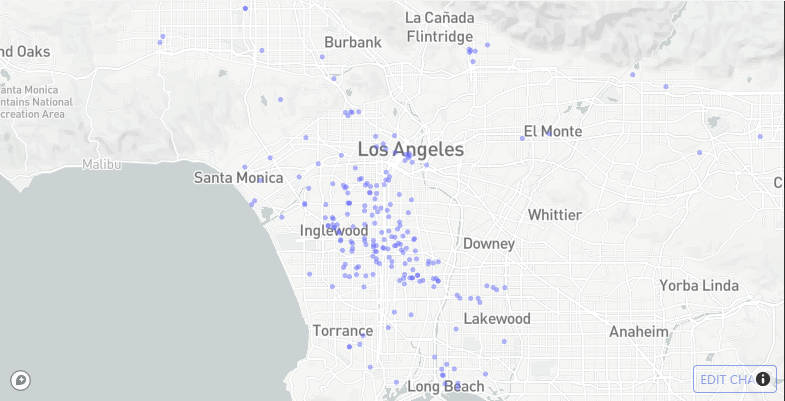 La Cañada
Flintridge
Burbank
nd Oaks
anta Monica
ntains National
creation Area
El Monte
Los Angeles
Malibu
Santa Monica
C
Whittier
Inglewood
Downey
Yorba Linda
Lakewood
Torrance
Anaheim
EDIT CHA
Long Beach